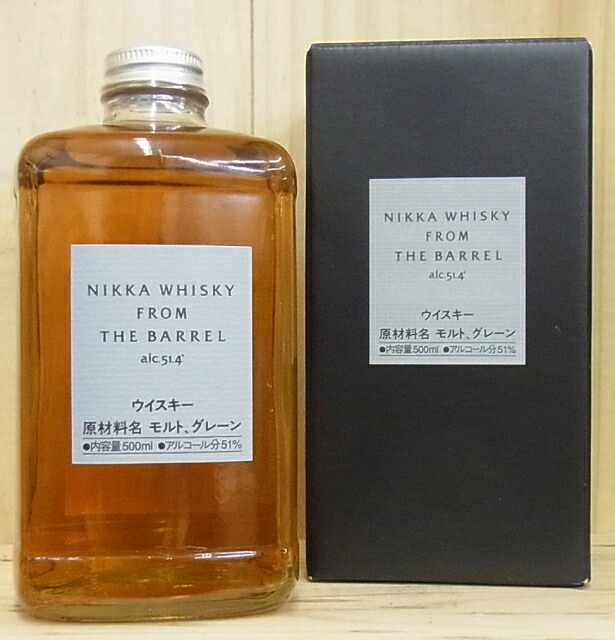 NIKKA WHISKY
FROM
THE BARREL
alc.51.4°
ウイスキー
原材料名 モルト、グレーン
●内容量500ml ●アルコール分51%
NIKKA WHISKY
FROM
THE BARREL
alc.51.4°
ウイスキー
原材料名 モルト、グレーン
●内容量500ml ●アルコール分51%